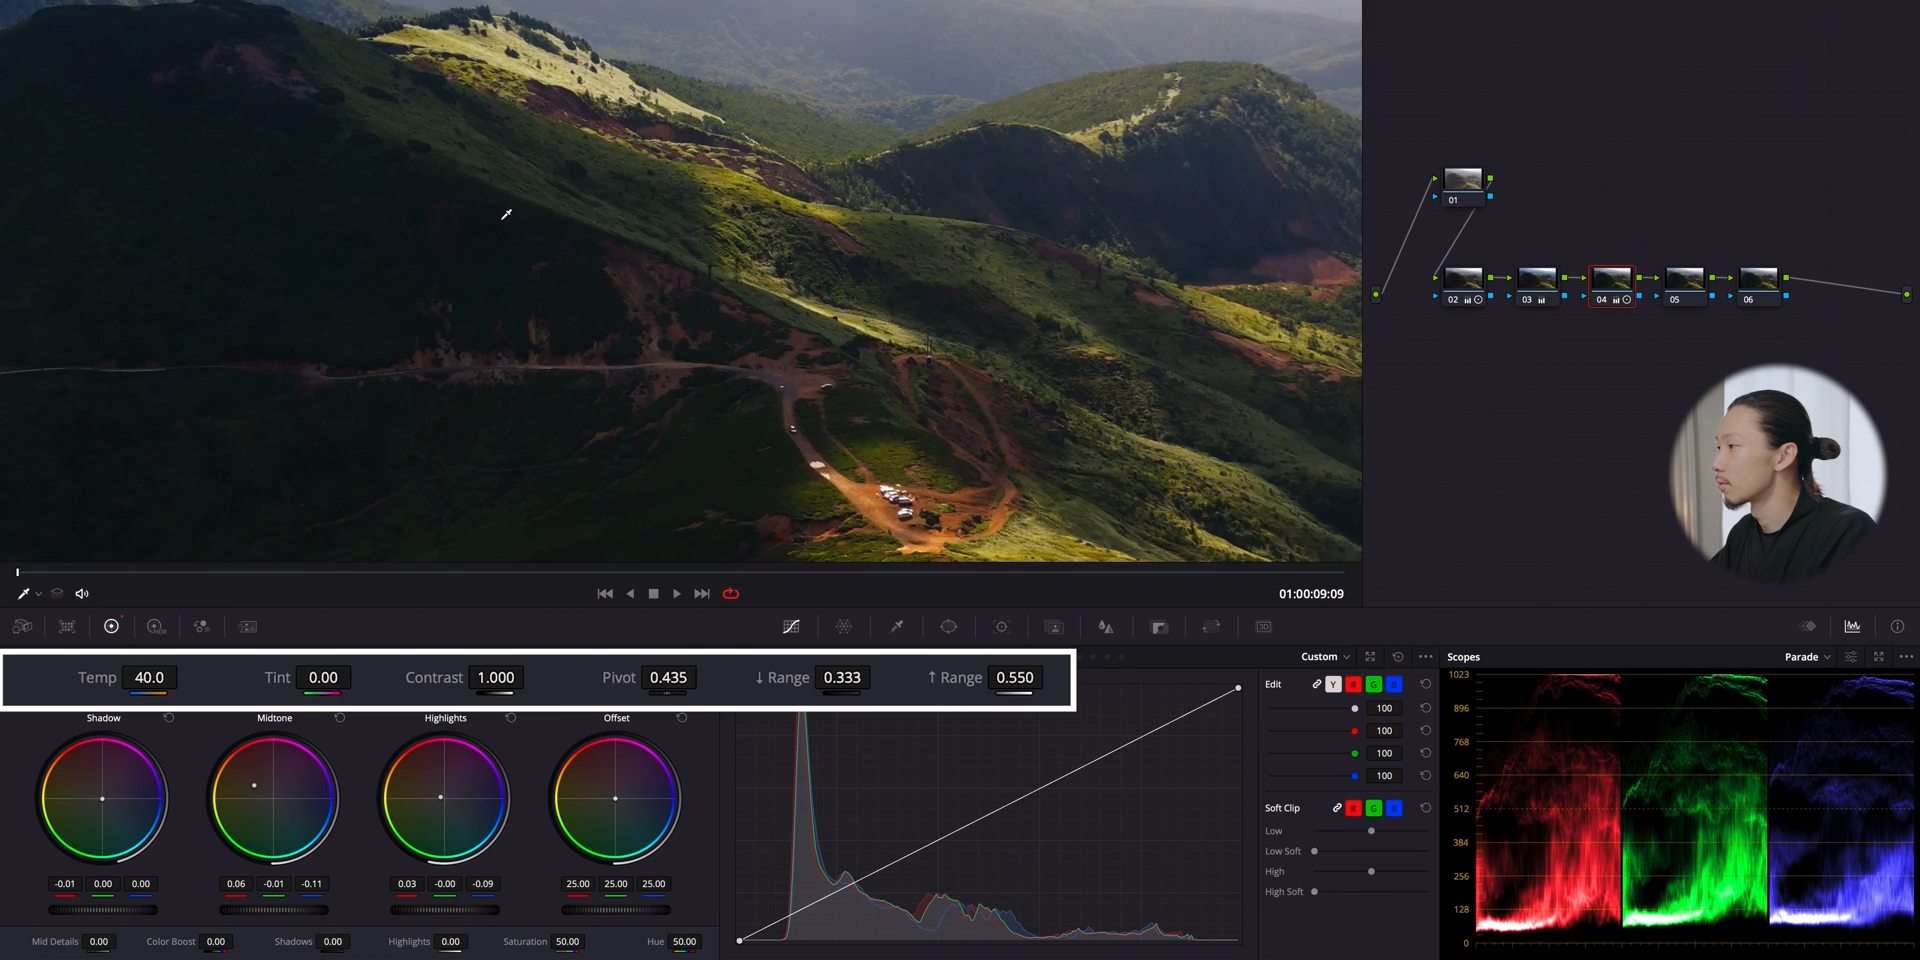 01
02
03
04
05
06
01:00:09:09
HDR
3D
Temp 40.0 Tint 0.00 Contrast 1.000 Pivot 0.435 ↓ Range 0.333 ↑ Range 0.550
Custom
Scopes
Parade
Shadow
Midtone
Highlights
Offset
Edit
Y
R
G
B
100
100
100
100
Soft Clip
R
G
B
Low
Low Soft
High
High Soft
-0.01 0.00 0.00
0.06 -0.01 -0.11
0.03 -0.00 -0.09
25.00 25.00 25.00
Mid Details 0.00 Color Boost 0.00 Shadows 0.00 Highlights 0.00 Saturation 50.00 Hue 50.00
1023
896
768
640
512
384
256
128
0